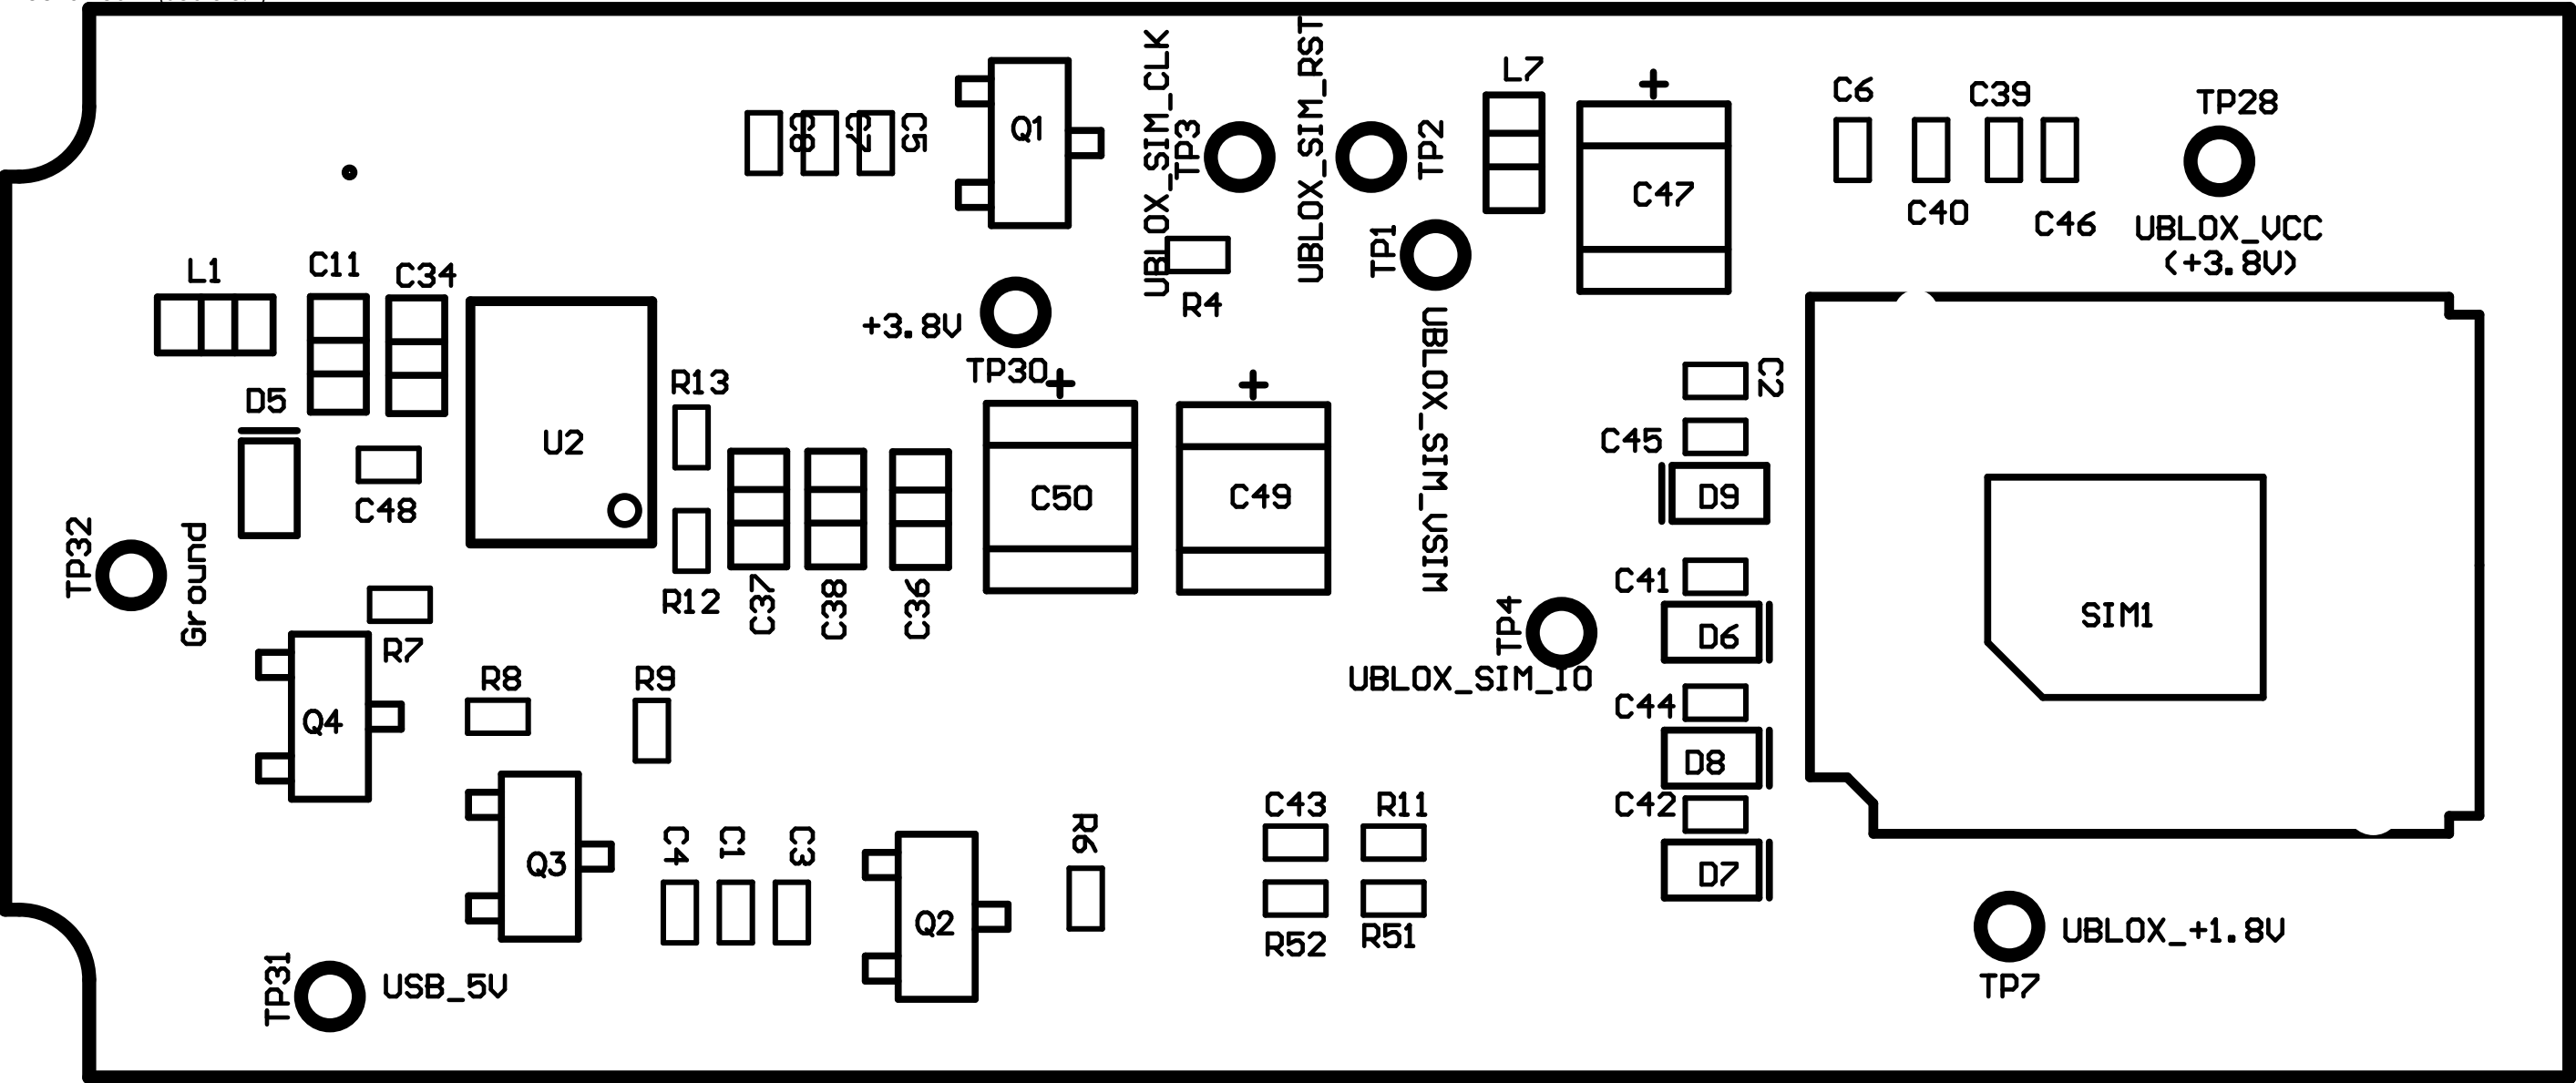 UBLOX_SIM_CLK
UBLOX_SIM_RST
L7
C6
C39
TP28
C8
C7
C5
Q1
TP3
TP2
C47
C40
C46
UBLOX_VCC
(+3.8V)
L1
C11
C34
TP1
R4
+3.8V
TP30
UBLOX_SIM_VSIM
D5
R13
C2
U2
C45
C48
C50
C49
D9
TP32
Ground
R12
C37
C38
C36
C41
TP4
SIM1
D6
R7
UBLOX_SIM_IO
R8
R9
C44
Q4
D8
C43
R11
C42
C4
C1
C3
R6
Q3
D7
Q2
R52
R51
UBLOX_+1.8V
TP31
USB_5V
TP7